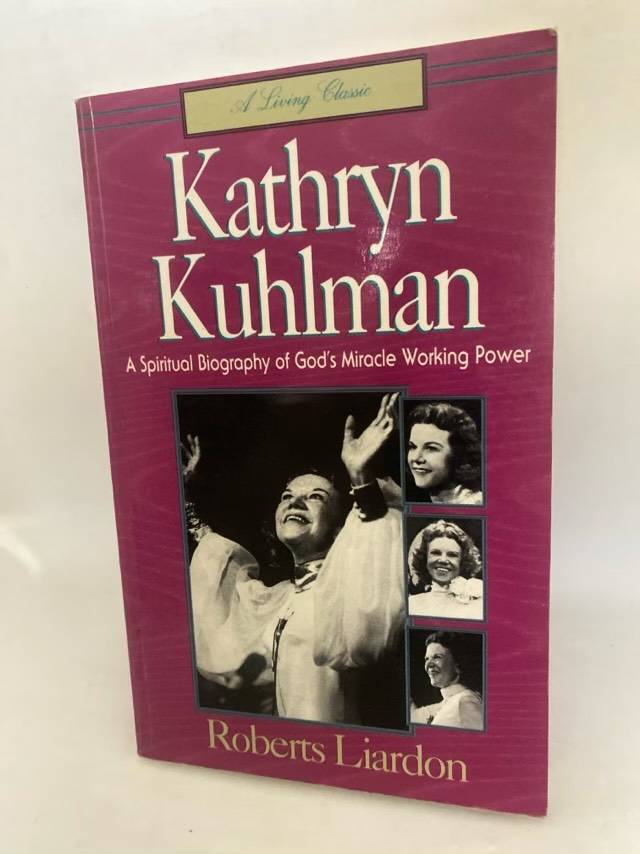 A Living Classic
Kathryn
Kuhlman
A Spiritual Biography of God's Miracle Working Power
Roberts Liardon